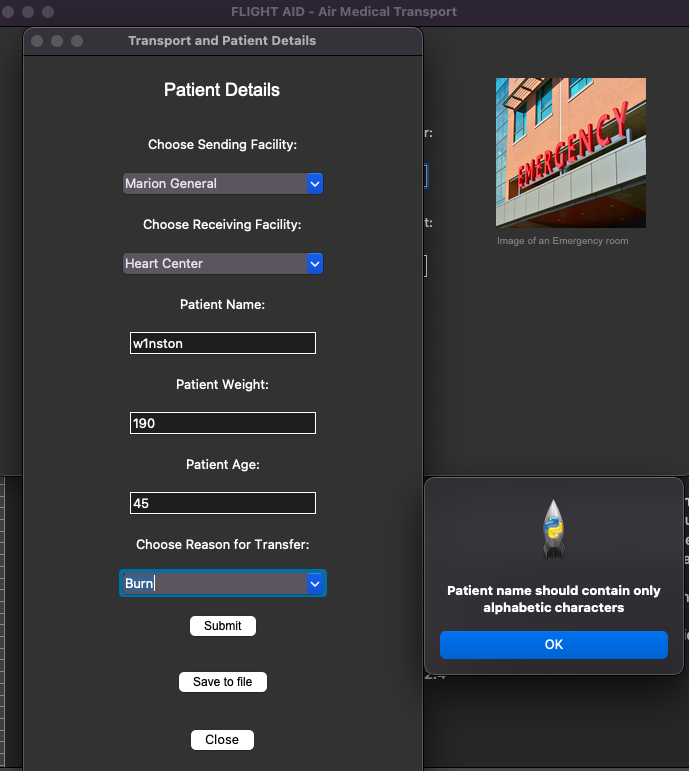 FLIGHT AID - Air Medical Transport
Transport and Patient Details
Patient Details
Choose Sending Facility:
Marion General
Choose Receiving Facility:
Heart Center
Patient Name:
w1nston
Patient Weight:
190
Patient Age:
45
Choose Reason for Transfer:
Burn
Submit
Save to file
Close
r:
t:
EMERGENCY
Image of an Emergency room
Patient name should contain only
alphabetic characters
OK